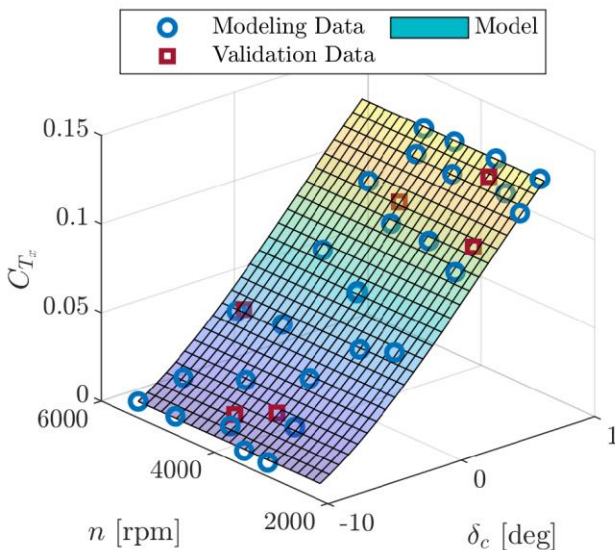 Modeling Data Model
Validation Data
0.15
0.1
0.05
0
C_{T_x}
6000
4000
2000
n [rpm]
-10
0
1
δ_c [deg]